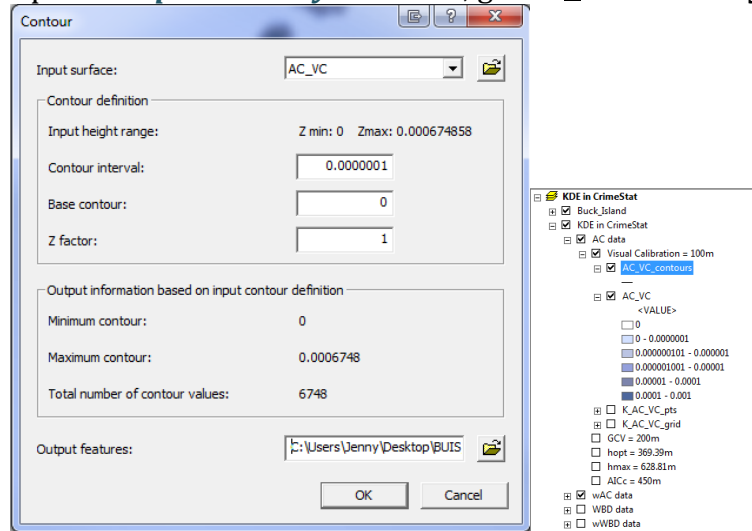 Contour
Input surface: AC_VC
Contour definition
Input height range: Z min: 0 Zmax: 0.000674858
Contour interval: 0.0000001
Base contour: 0
Z factor: 1
Output information based on input contour definition
Minimum contour: 0
Maximum contour: 0.0006748
Total number of contour values: 6748
Output features: C:\Users\Jenny\Desktop\BUIS
OK Cancel
KDE in CrimeStat
Buck_Island
KDE in CrimeStat
AC data
Visual Calibration = 100m
AC_VC_contours
AC_VC
<VALUE>
0
0 - 0.0000001
0.000000101 - 0.000001
0.000001001 - 0.00001
0.00001 - 0.0001
0.0001 - 0.001
K_AC_VC_pts
K_AC_VC_grid
GCV = 200m
hopt = 369.39m
hmax = 628.81m
AICc = 450m
wAC data
WBD data
wWBD data